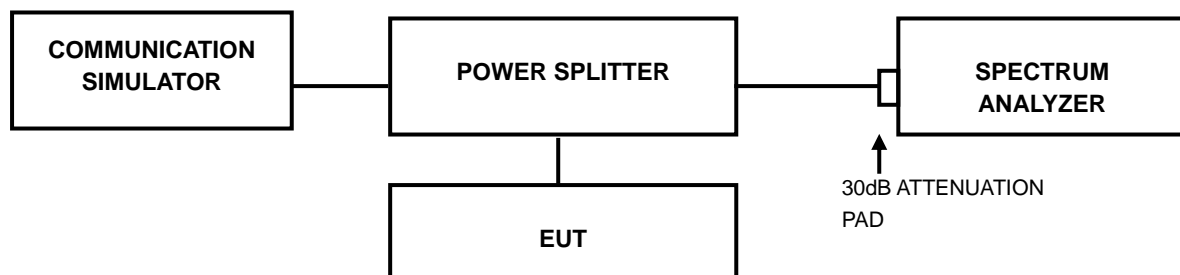 COMMUNICATION
SIMULATOR
POWER SPLITTER
SPECTRUM
ANALYZER
30dB ATTENUATION
PAD
EUT